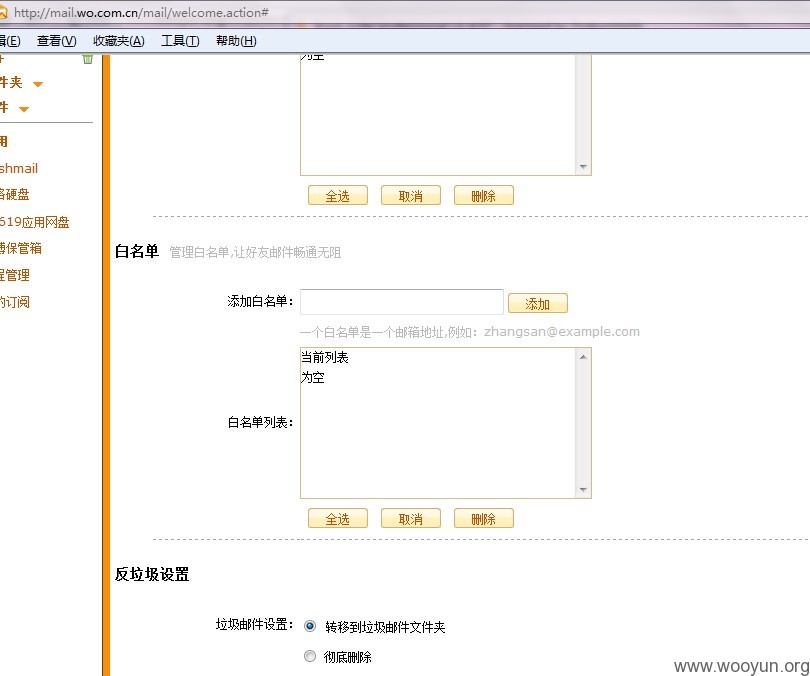 http://mail.wo.com.cn/mail/welcome.action#
(E) 查看(V) 收藏夹(A) 工具(T) 帮助(H)
件夹
为空
件
用
shmail
硬盘
619应用网盘
保管箱
管理
订阅
全选 取消 删除
白名单 管理白名单,让好友邮件畅通无阻
添加白名单: 添加
一个白名单是一个邮箱地址,例如: zhangsan@example.com
当前列表
为空
白名单列表:
全选 取消 删除
反垃圾设置
垃圾邮件设置: 转移到垃圾邮件文件夹
彻底删除
www.wooyun.org